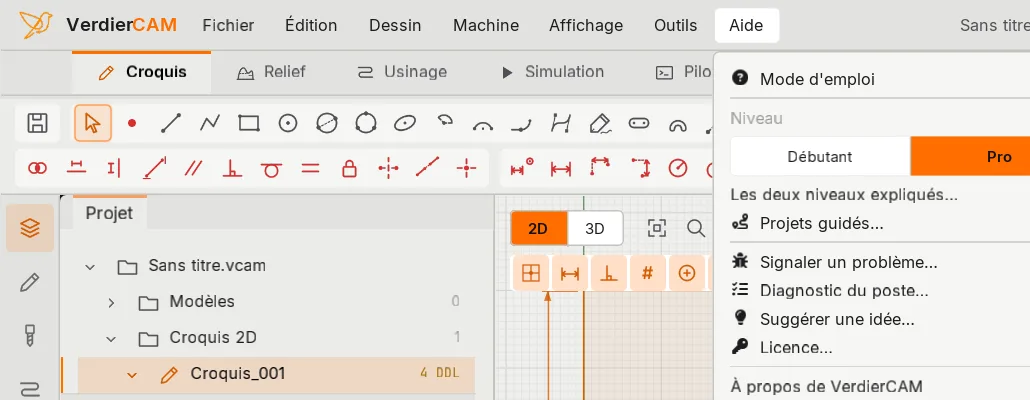 VerdierCAM Fichier Édition Dessin Machine Affichage Outils Aide Sans titre
Croquis Relief Usinage Simulation Pilo
Mode d'emploi
Niveau
Débutant Pro
Les deux niveaux expliqués...
Projets guidés...
Signaler un problème...
Diagnostic du poste...
Suggérer une idée...
Licence...
À propos de VerdierCAM
Projet
2D 3D
Sans titre.vcam
Modèles 0
Croquis 2D 1
Croquis_001 4 DDL